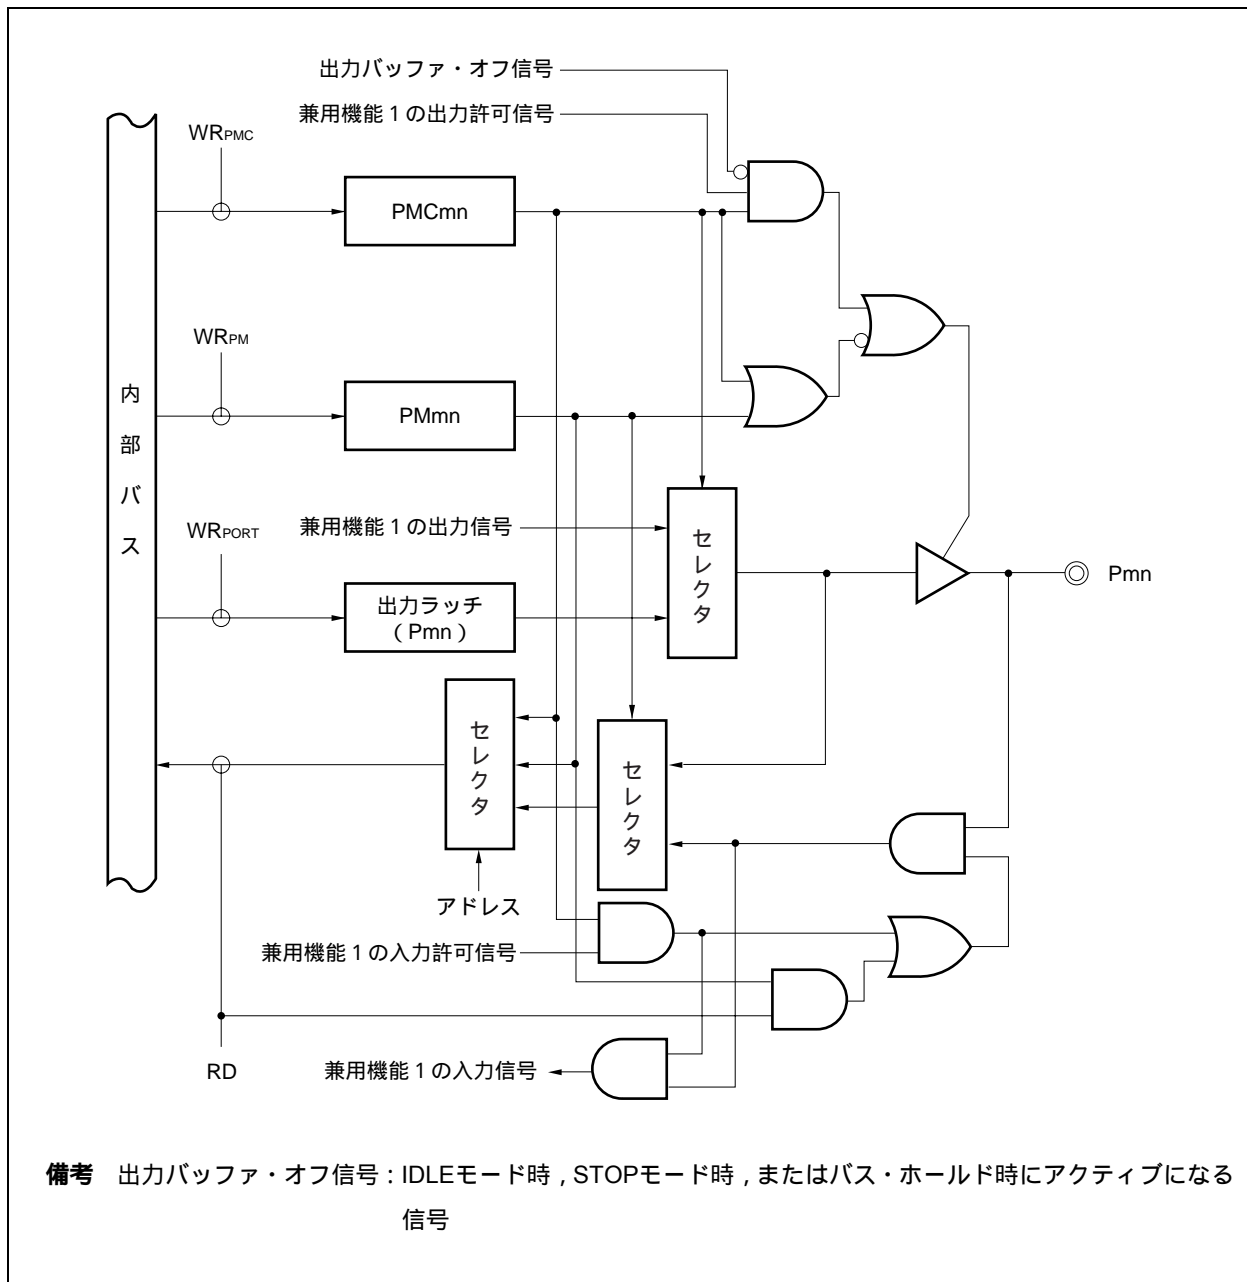 出力バッファ・オフ信号
兼用機能1の出力許可信号
WRPMC
PMCmn
WRPM
PMmn
内部バス
兼用機能1の出力信号
WRPORT
セレクタ
Pmn
出力ラッチ
(Pmn)
セレクタ
セレクタ
アドレス
兼用機能1の入力許可信号
RD
兼用機能1の入力信号
備考 出力バッファ・オフ信号:IDLEモード時,STOPモード時,またはバス・ホールド時にアクティブになる
信号